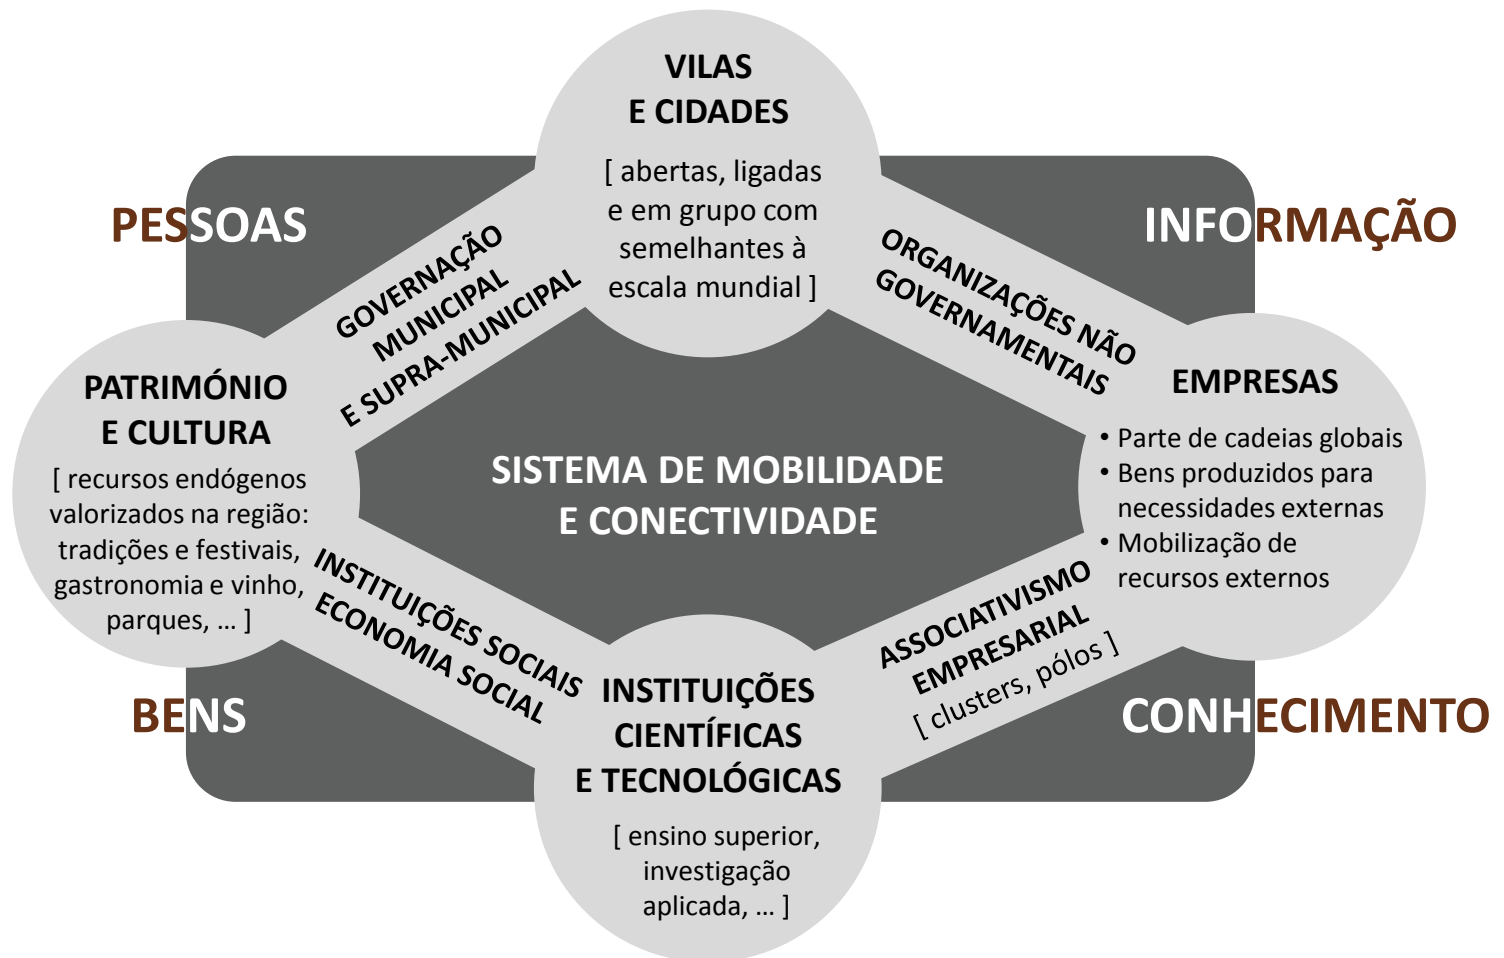 VILAS
E CIDADES
[ abertas, ligadas
e em grupo com
semelhantes à
escala mundial ]
PESSOAS
INFORMAÇÃO
GOVERNAÇÃO
MUNICIPAL
E SUPRA-MUNICIPAL
ORGANIZAÇÕES NÃO
GOVERNAMENTAIS
PATRIMÓNIO
E CULTURA
[ recursos endógenos
valorizados na região:
tradições e festivais,
gastronomia e vinho,
parques, ... ]
SISTEMA DE MOBILIDADE
E CONECTIVIDADE
EMPRESAS
• Parte de cadeias globais
• Bens produzidos para
necessidades externas
• Mobilização de
recursos externos
INSTITUIÇÕES SOCIAIS
ECONOMIA SOCIAL
ASSOCIATIVISMO
EMPRESARIAL
[ clusters, pólos ]
BENS
CONHECIMENTO
INSTITUIÇÕES
CIENTÍFICAS
E TECNOLÓGICAS
[ ensino superior,
investigação
aplicada, ... ]